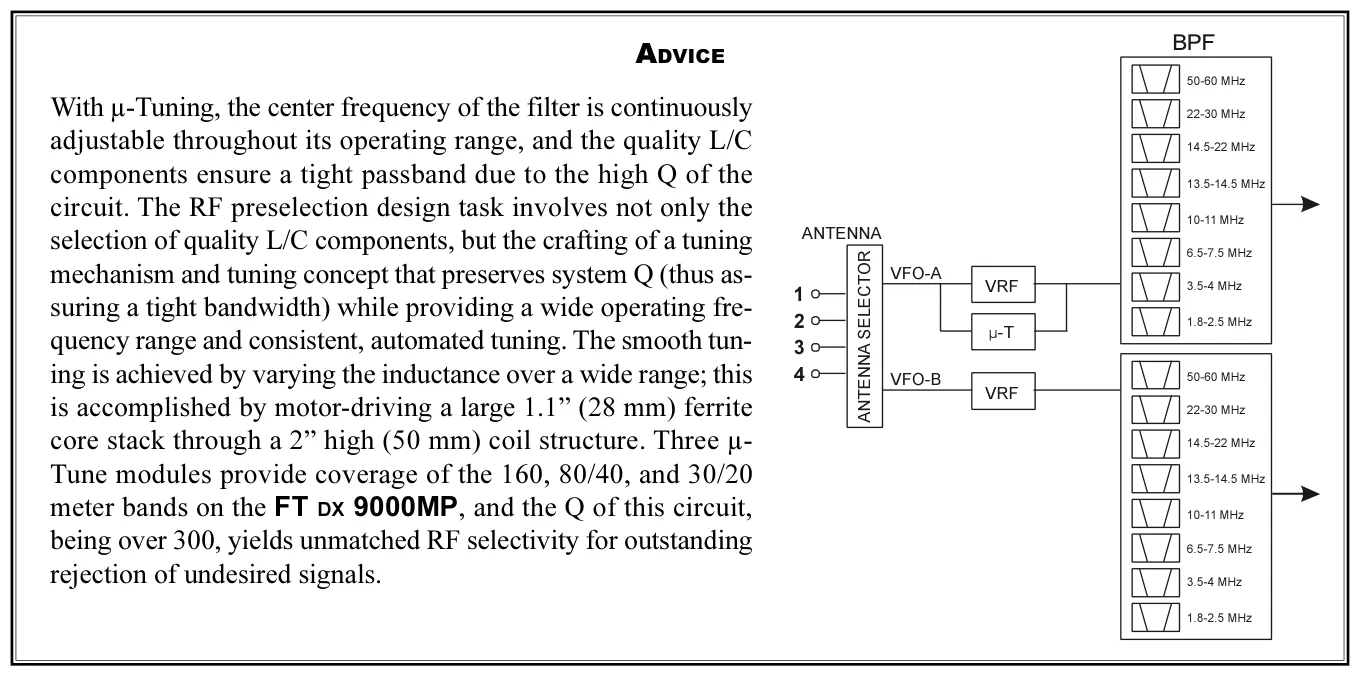 ADVICE
With μ-Tuning, the center frequency of the filter is continuously
adjustable throughout its operating range, and the quality L/C
components ensure a tight passband due to the high Q of the
circuit. The RF preselection design task involves not only the
selection of quality L/C components, but the crafting of a tuning
mechanism and tuning concept that preserves system Q (thus as-
suring a tight bandwidth) while providing a wide operating fre-
quency range and consistent, automated tuning. The smooth tun-
ing is achieved by varying the inductance over a wide range; this
is accomplished by motor-driving a large 1.1” (28 mm) ferrite
core stack through a 2” high (50 mm) coil structure. Three μ-
Tune modules provide coverage of the 160, 80/40, and 30/20
meter bands on the FT DX 9000MP, and the Q of this circuit,
being over 300, yields unmatched RF selectivity for outstanding
rejection of undesired signals.
ANTENNA
1
2
3
4
ANTENNA SELECTOR
VFO-A
VRF
μ-T
VFO-B
VRF
BPF
50-60 MHz
22-30 MHz
14.5-22 MHz
13.5-14.5 MHz
10-11 MHz
6.5-7.5 MHz
3.5-4 MHz
1.8-2.5 MHz
50-60 MHz
22-30 MHz
14.5-22 MHz
13.5-14.5 MHz
10-11 MHz
6.5-7.5 MHz
3.5-4 MHz
1.8-2.5 MHz